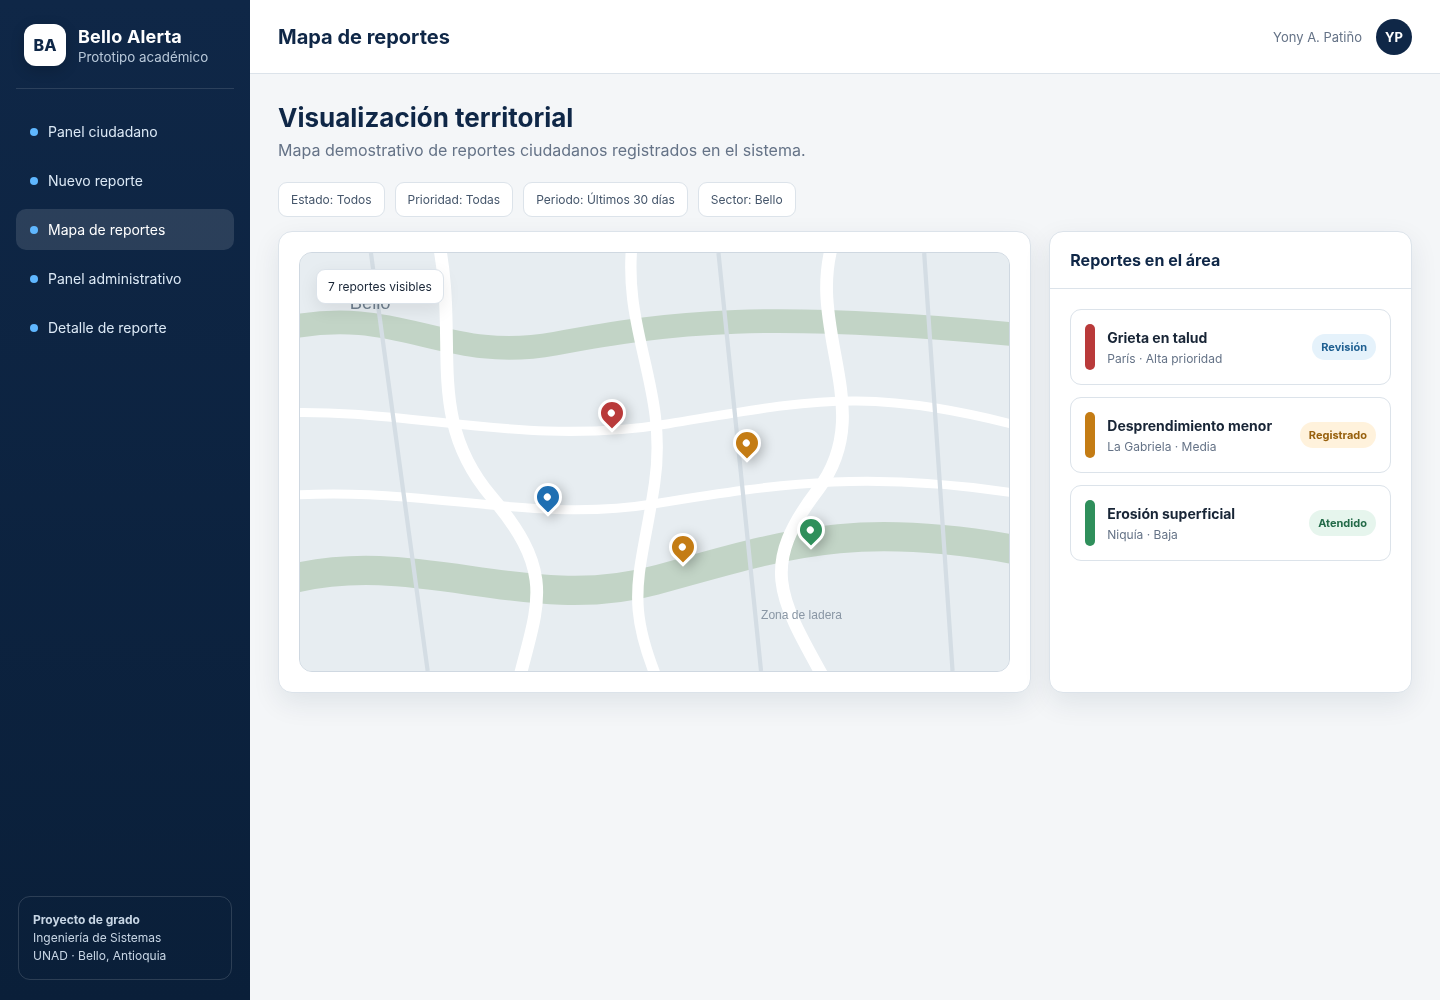 BA
Bello Alerta
Prototipo académico
Panel ciudadano
Nuevo reporte
Mapa de reportes
Panel administrativo
Detalle de reporte
Proyecto de grado
Ingeniería de Sistemas
UNAD · Bello, Antioquia
Mapa de reportes
Yony A. Patiño
YP
Visualización territorial
Mapa demostrativo de reportes ciudadanos registrados en el sistema.
Estado: Todos
Prioridad: Todas
Periodo: Últimos 30 días
Sector: Bello
7 reportes visibles
Bello
Zona de ladera
Reportes en el área
Grieta en talud
París · Alta prioridad
Revisión
Desprendimiento menor
La Gabriela · Media
Registrado
Erosión superficial
Niquía · Baja
Atendido